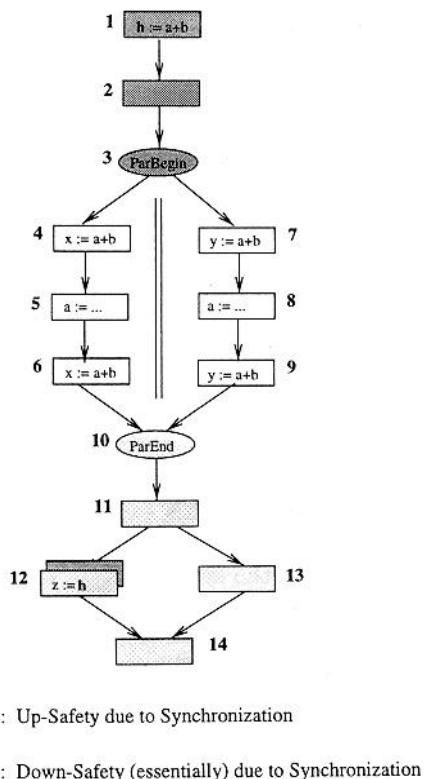 1 h := a+b
2
3 ParBegin
4 x := a+b
7 y := a+b
5 a := ...
8 a := ...
6 x := a+b
9 y := a+b
10 ParEnd
11
12 z := h
13
14
: Up-Safety due to Synchronization
: Down-Safety (essentially) due to Synchronization